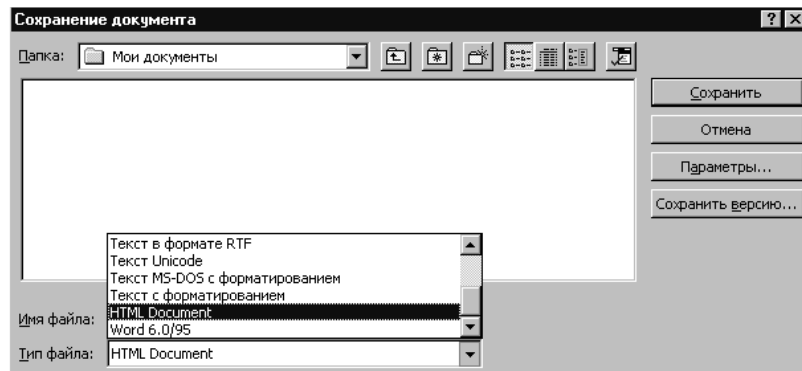 Сохранение документа
Папка: Мои документы
Сохранить
Отмена
Параметры...
Сохранить версию...
Текст в формате RTF
Текст Unicode
Текст MS-DOS с форматированием
Текст с форматированием
HTML Document
Word 6.0/95
Имя файла:
Тип файла: HTML Document